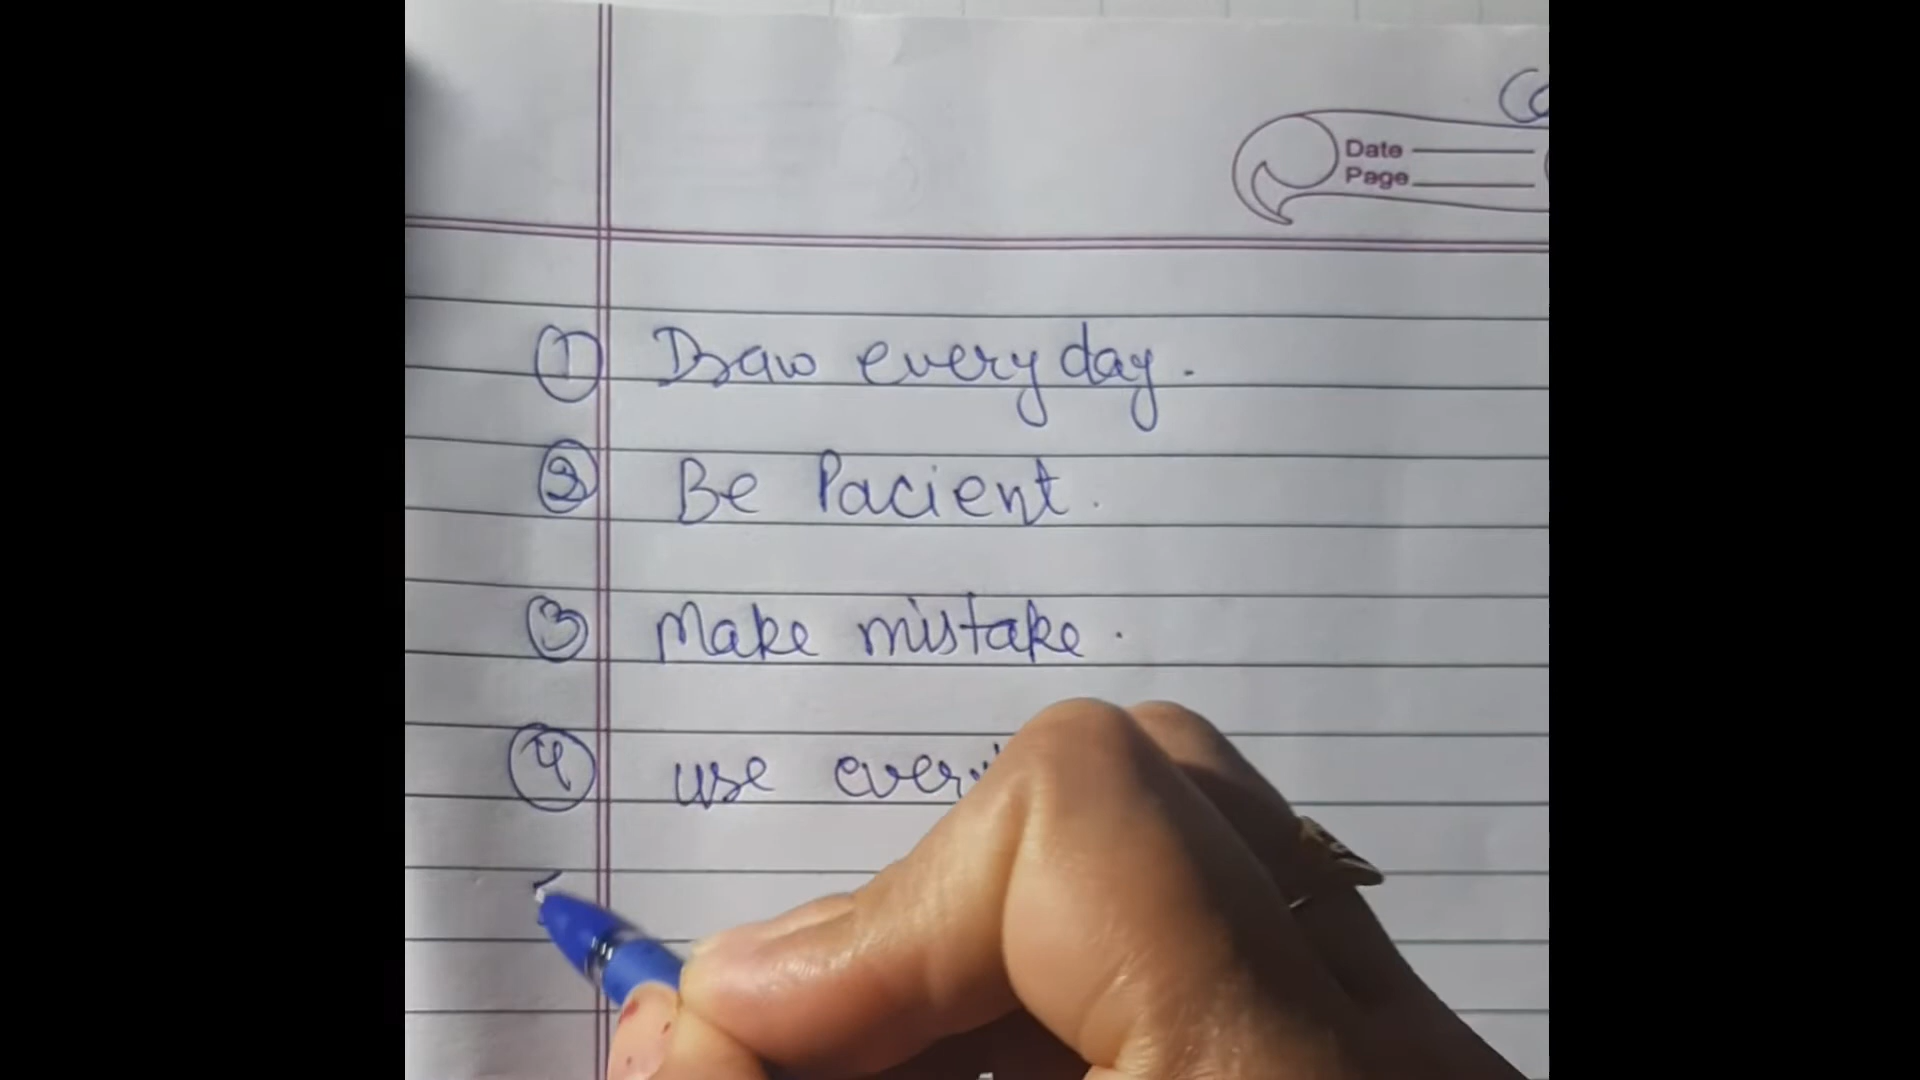 Date
Page
① Draw everyday.
② Be Pacient.
③ Make mistake.
④ use